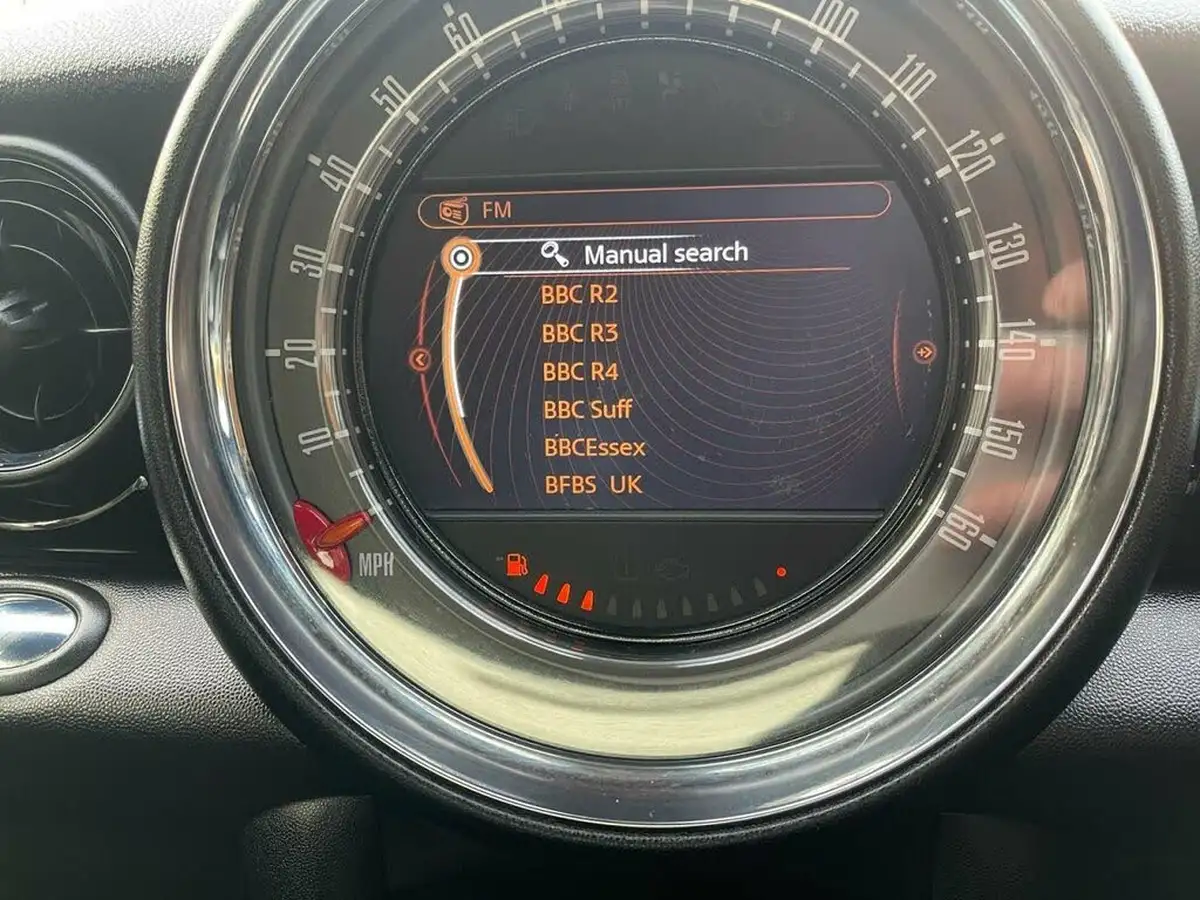 FM
Manual search
BBC R2
BBC R3
BBC R4
BBC Suff
BBCEssex
BFBS UK
10
20
30
40
50
60
100
110
120
130
140
150
160
MPH